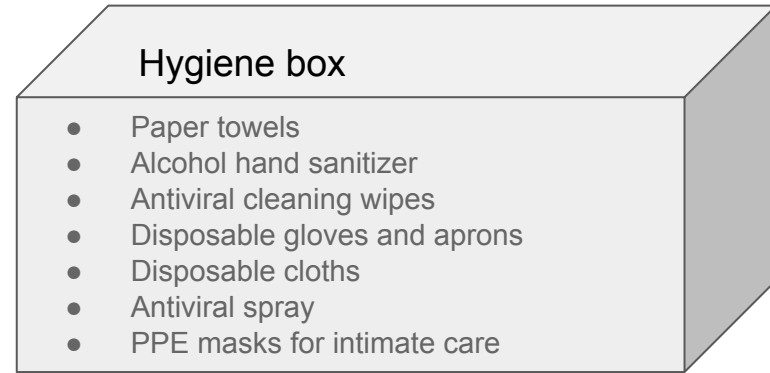 Hygiene box
● Paper towels
● Alcohol hand sanitizer
● Antiviral cleaning wipes
● Disposable gloves and aprons
● Disposable cloths
● Antiviral spray
● PPE masks for intimate care